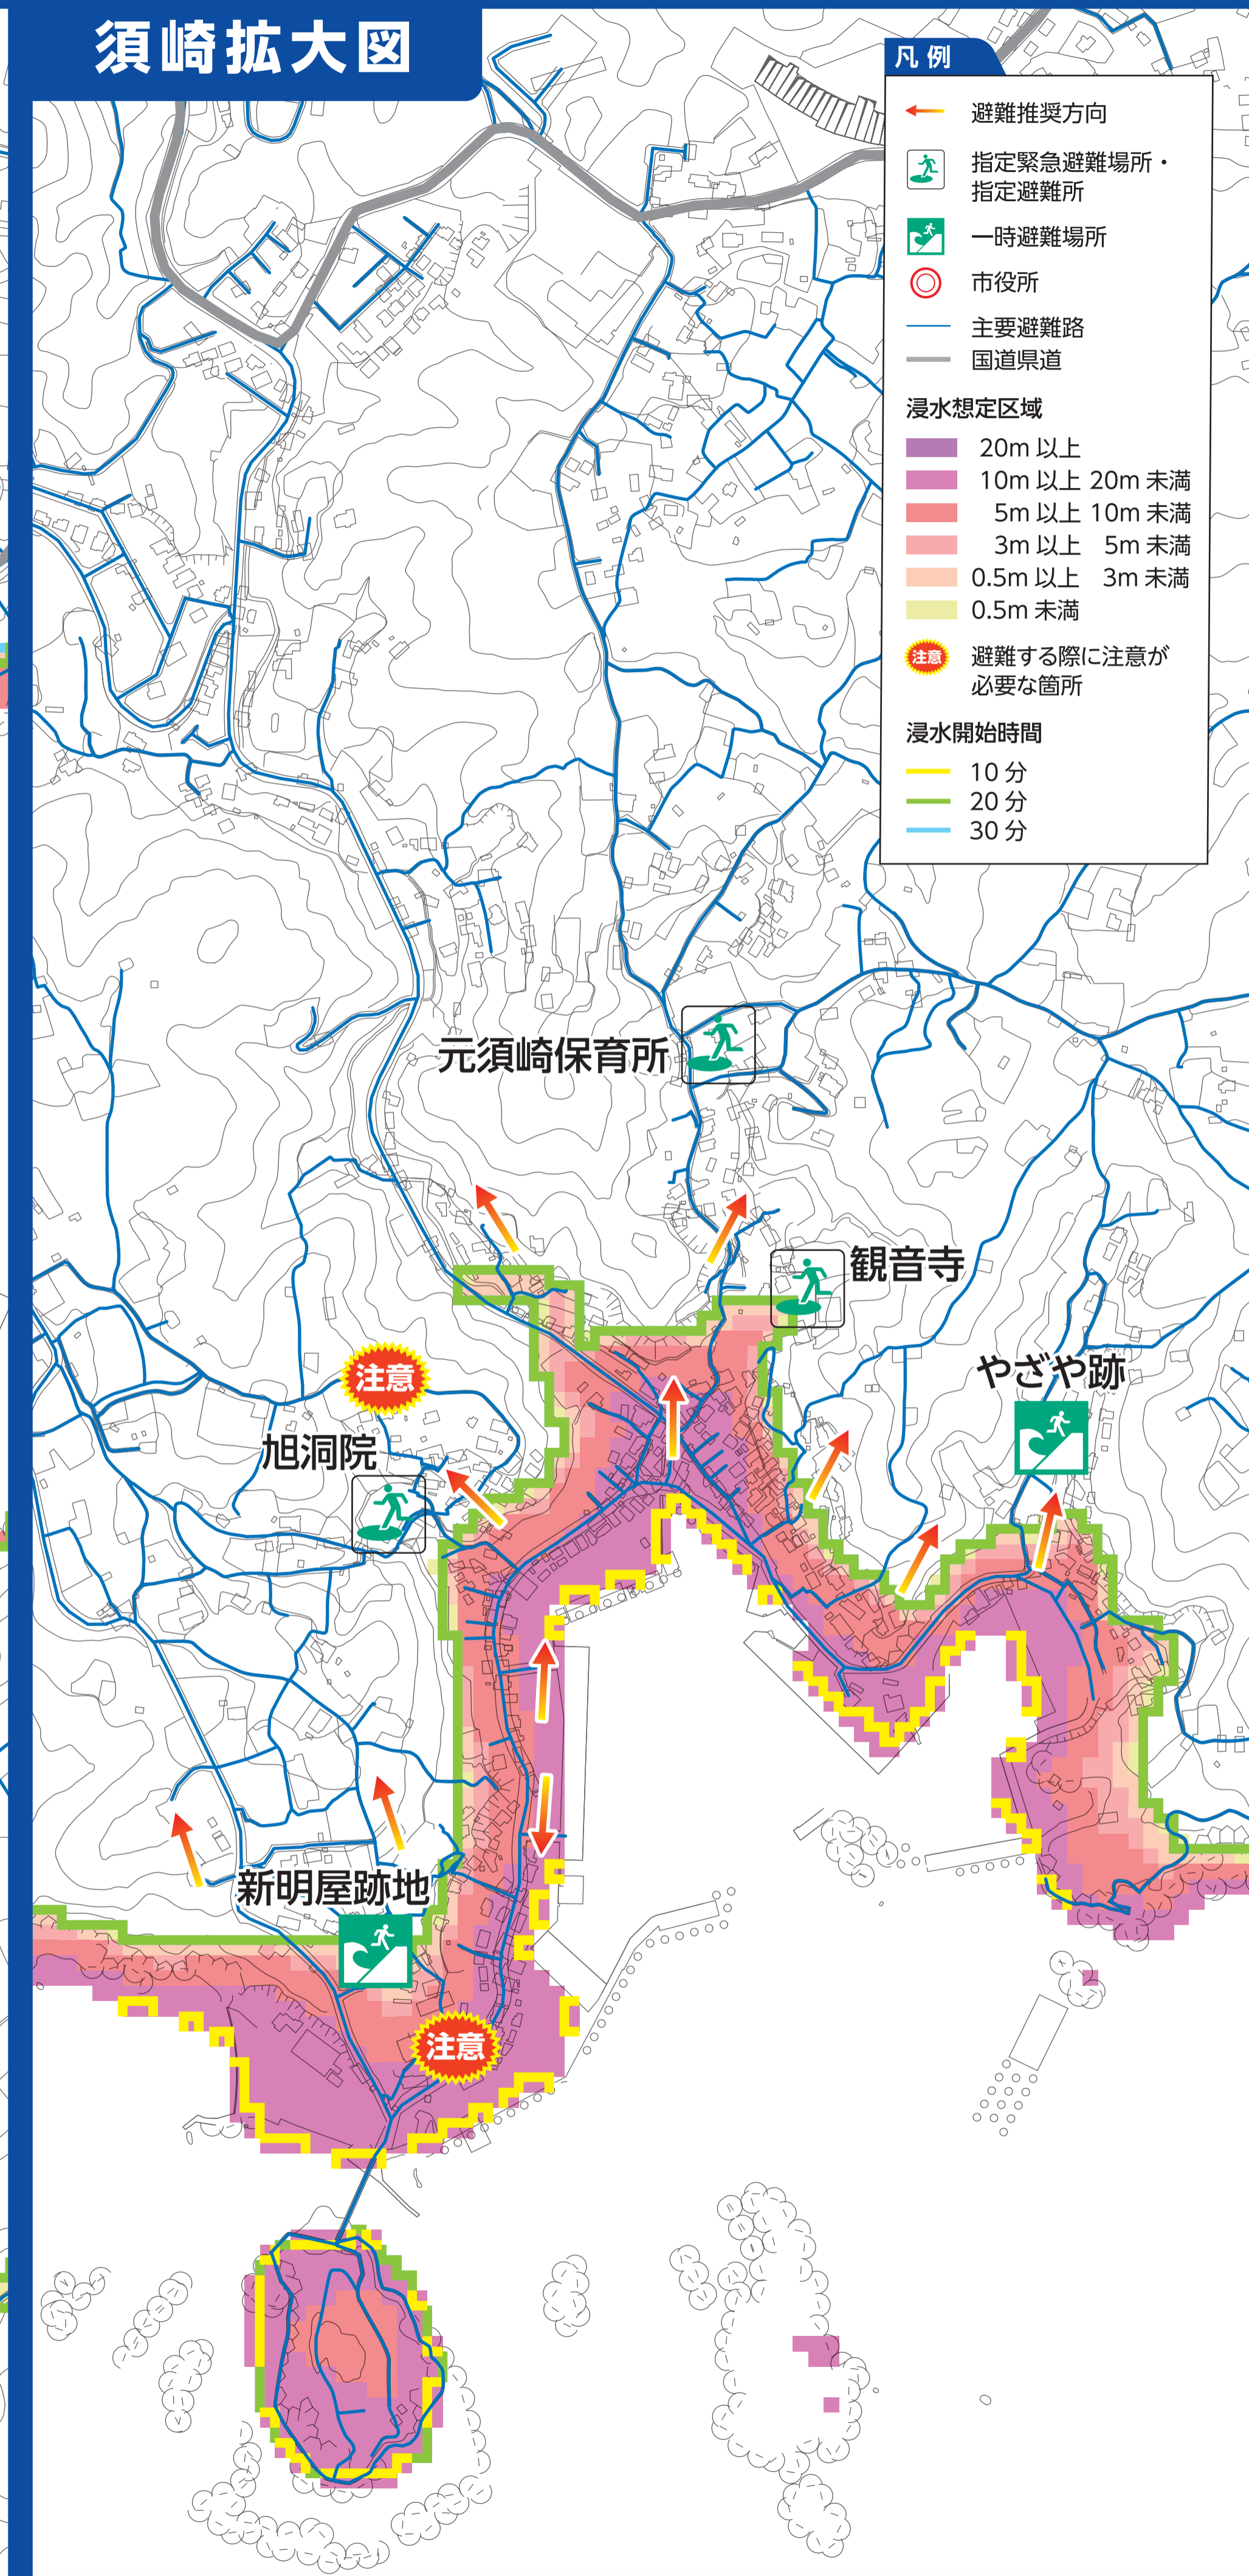 須崎拡大図
凡例
避難推奨方向
指定緊急避難場所・
指定避難所
一時避難場所
市役所
主要避難路
国道県道
浸水想定区域
20m 以上
10m 以上 20m 未満
5m 以上 10m 未満
3m 以上 5m 未満
0.5m 以上 3m 未満
0.5m 未満
注意 避難する際に注意が
必要な箇所
浸水開始時間
10 分
20 分
30 分
元須崎保育所
観音寺
やざや跡
注意
旭洞院
新明屋跡地
注意